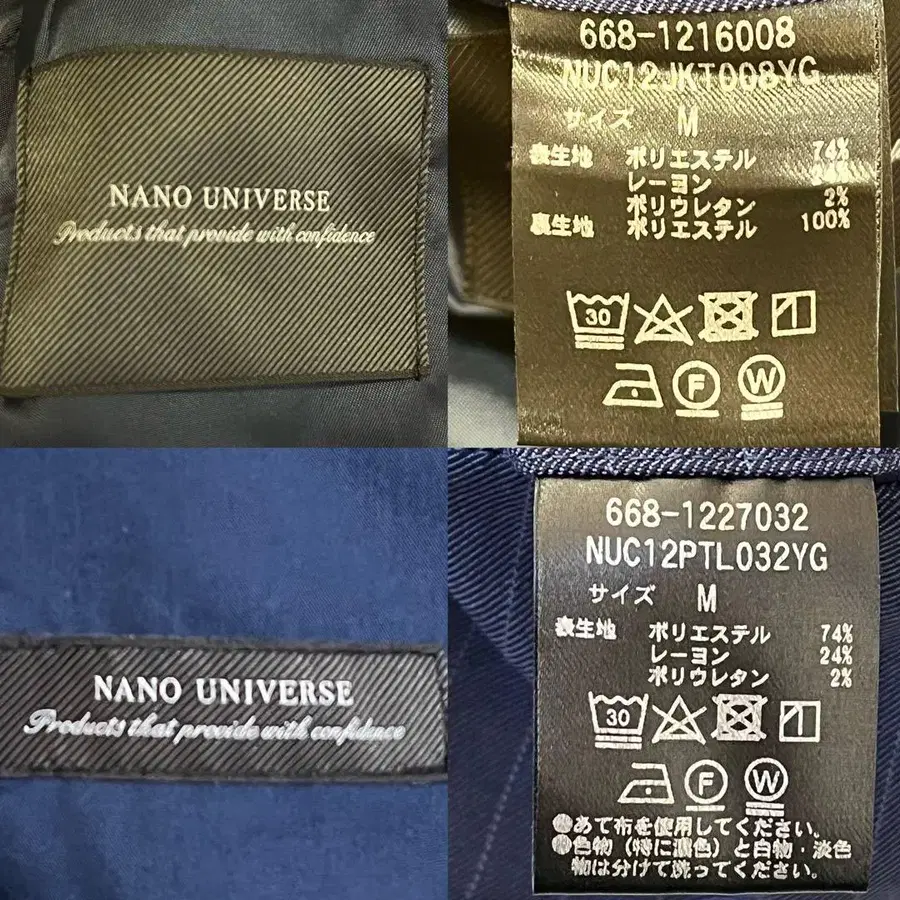 NANO UNIVERSE
Products that provide with confidence
668-1216008
NUC12JKT008YG
サイズ M
表生地 ポリエステル 74%
レーヨン 24%
ポリウレタン 2%
裏生地 ポリエステル 100%
30
F
W
NANO UNIVERSE
Products that provide with confidence
668-1227032
NUC12PTL032YG
サイズ M
表生地 ポリエステル 74%
レーヨン 24%
ポリウレタン 2%
30
F
W
●あて布を使用してください。
●色物（特に濃色）と白物・淡色
物は分けて洗ってください。